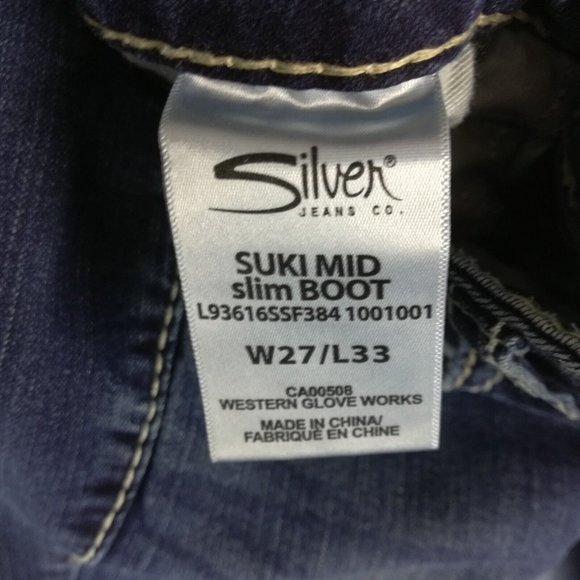 Silver®
JEANS CO.
SUKI MID
slim BOOT
L93616SSF384 1001001
W27/L33
CA00508
WESTERN GLOVE WORKS
MADE IN CHINA/
FABRIQUÉ EN CHINE